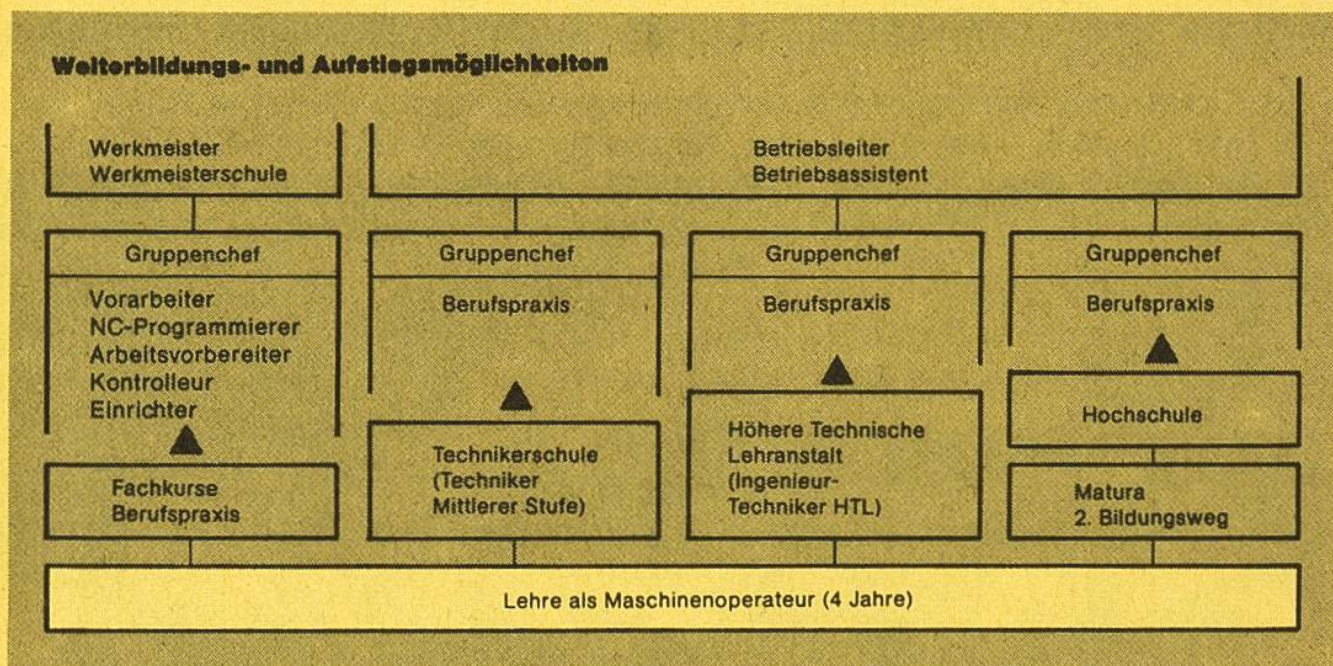 Weiterbildungs- und Aufstiegsmöglichkeiten
Werkmeister
Werkmeisterschule
Betriebsleiter
Betriebsassistent
Gruppenchef
Vorarbeiter
NC-Programmierer
Arbeitsvorbereiter
Kontrolleur
Einrichter
Fachkurse
Berufspraxis
Gruppenchef
Berufspraxis
Technikerschule
(Techniker
Mittlerer Stufe)
Gruppenchef
Berufspraxis
Höhere Technische
Lehranstalt
(Ingenieur-
Techniker HTL)
Gruppenchef
Berufspraxis
Hochschule
Matura
2. Bildungsweg
Lehre als Maschinenoperateur (4 Jahre)